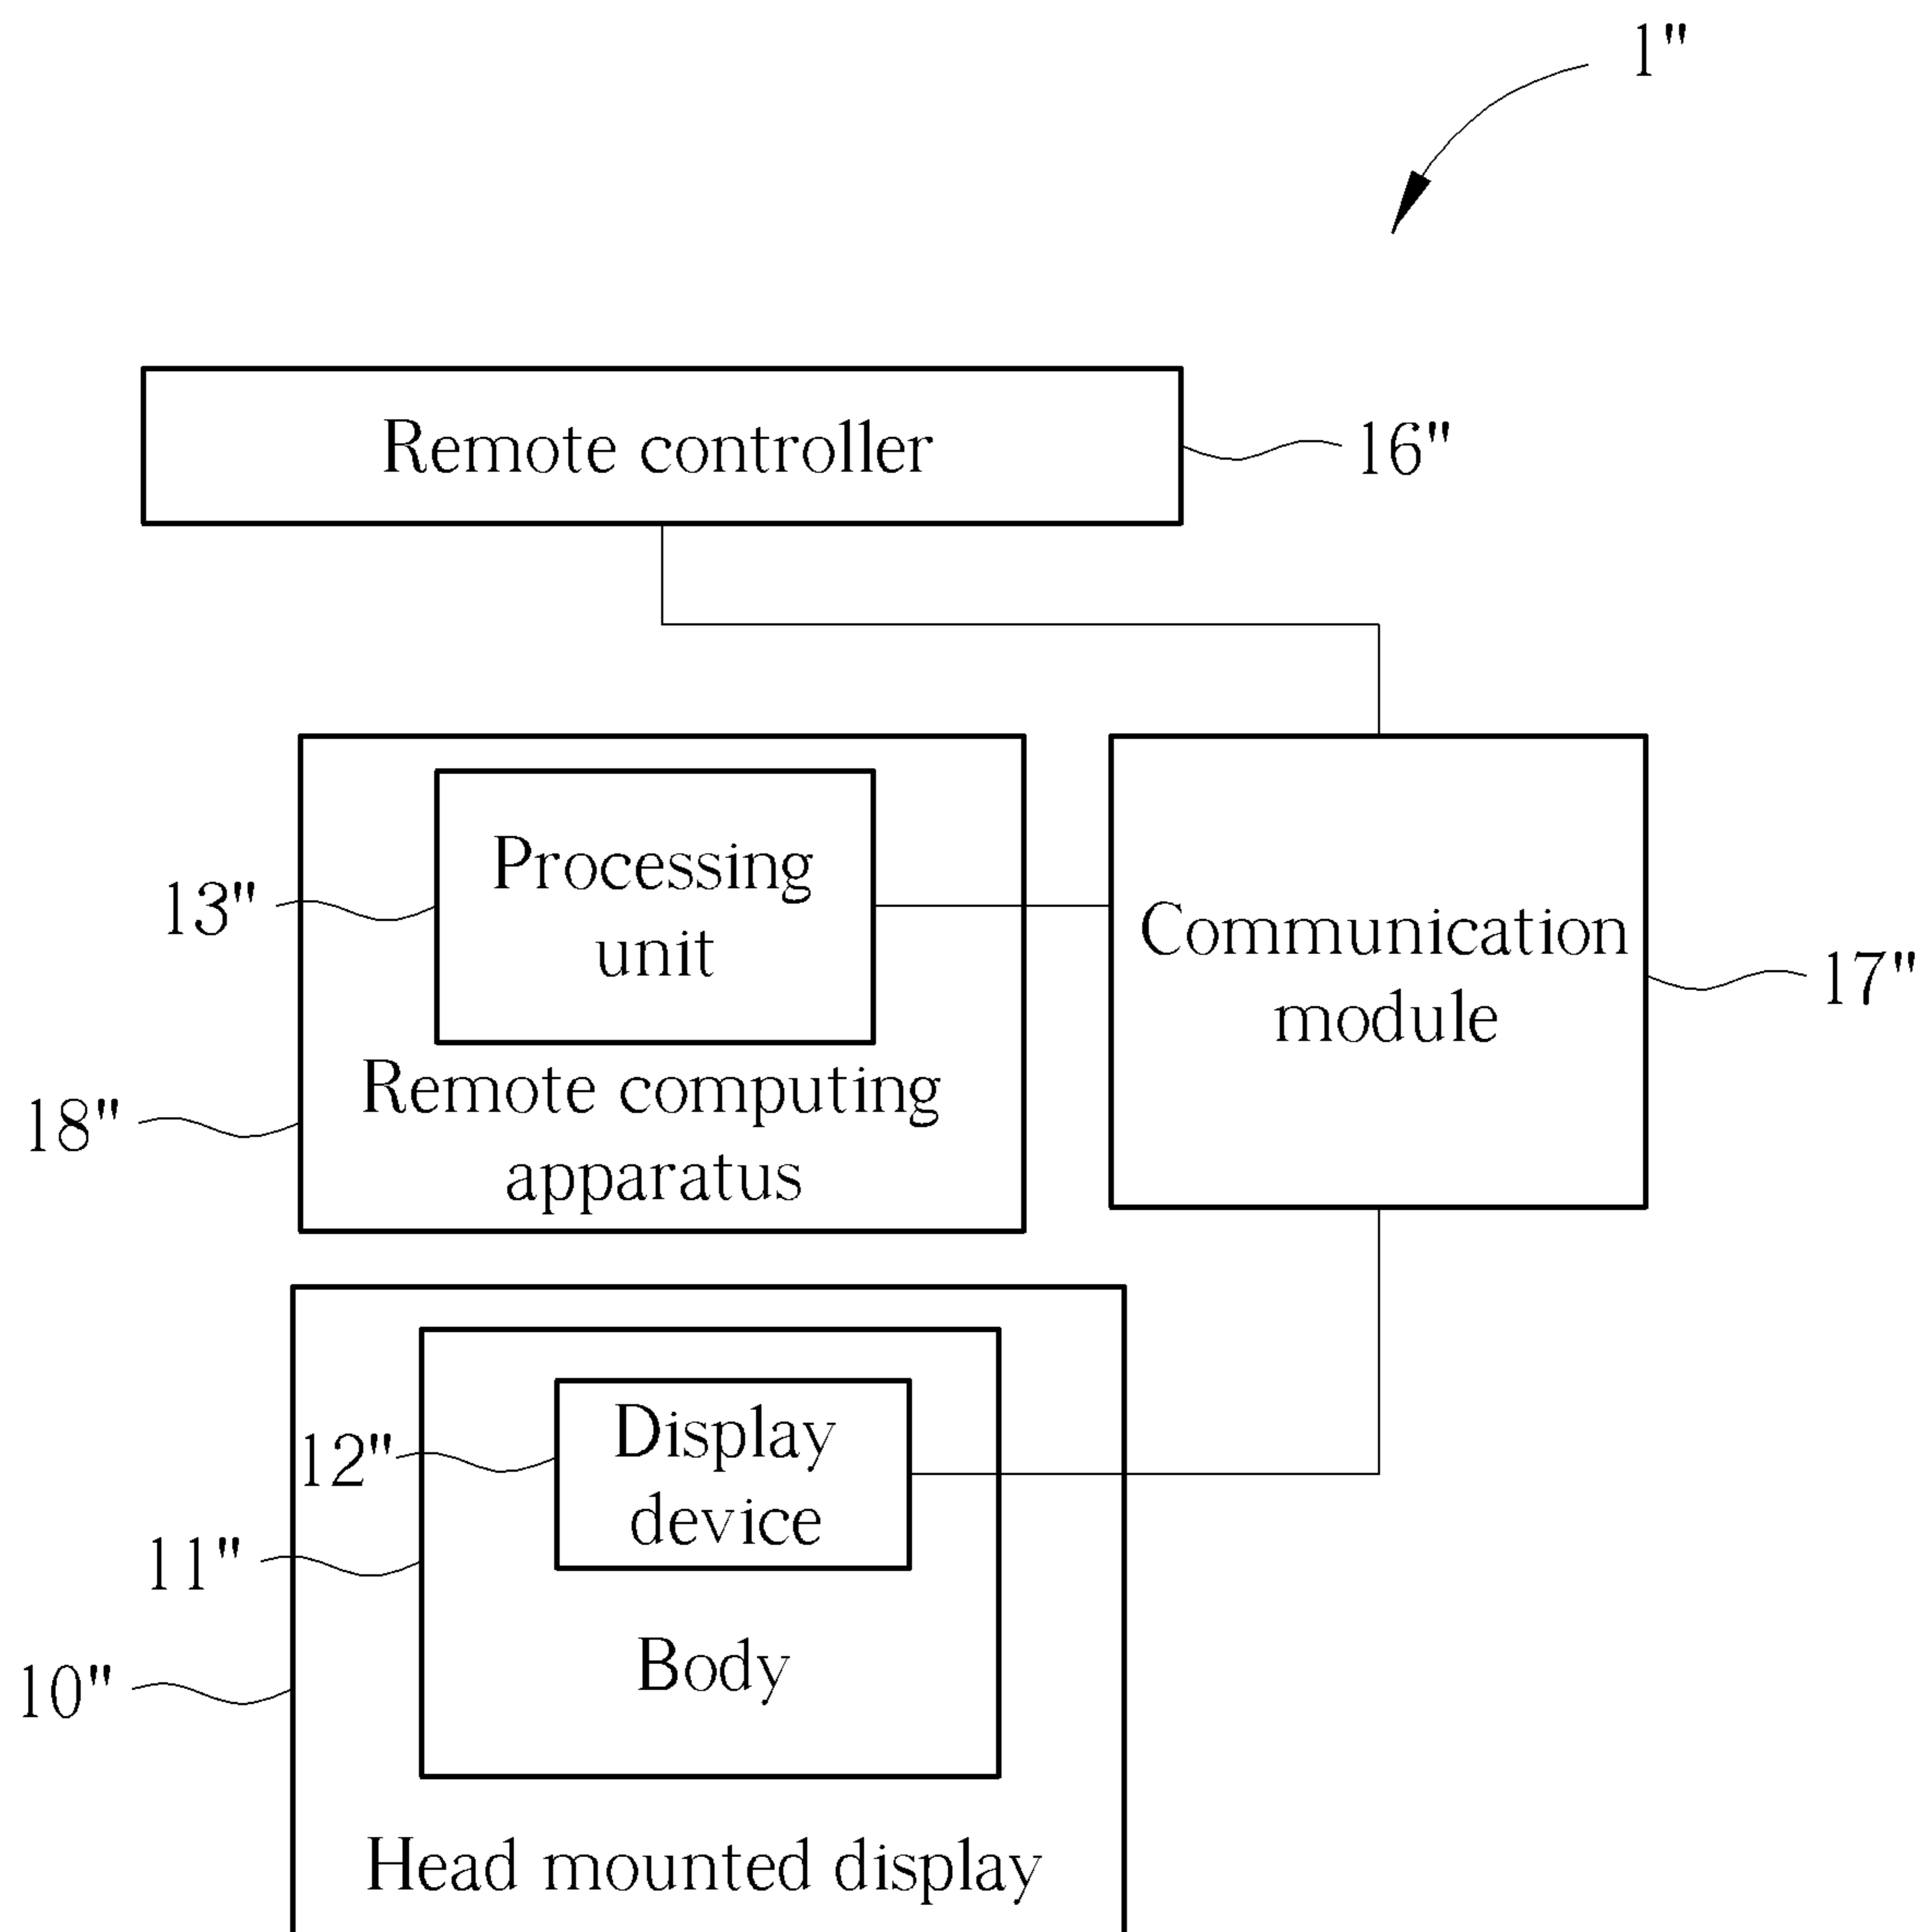 1"
Remote controller
16"
Processing
unit
13"
Communication
module
17"
Remote computing
apparatus
18"
Display
device
12"
11"
Body
10"
Head mounted display